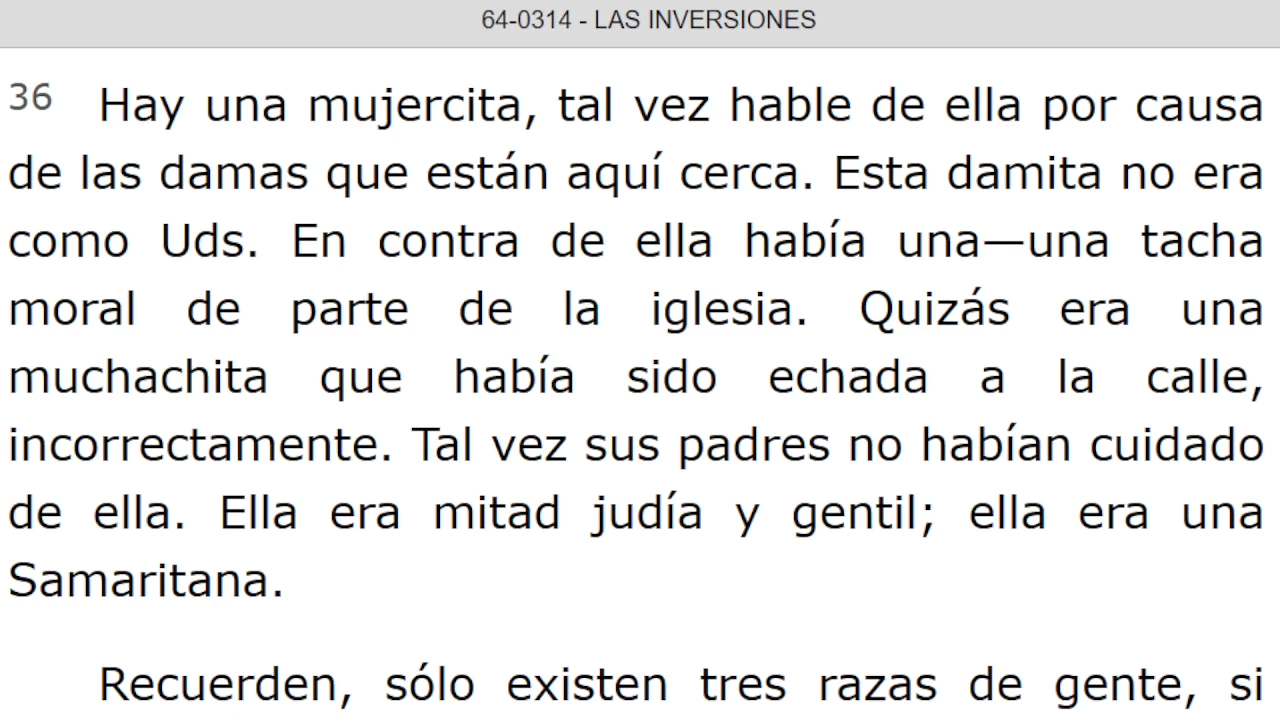 64-0314 - LAS INVERSIONES
36 Hay una mujercita, tal vez hable de ella por causa
de las damas que están aquí cerca. Esta damita no era
como Uds. En contra de ella había una—una tacha
moral de parte de la iglesia. Quizás era una
muchachita que había sido echada a la calle,
incorrectamente. Tal vez sus padres no habían cuidado
de ella. Ella era mitad judía y gentil; ella era una
Samaritana.
Recuerden, sólo existen tres razas de gente, si